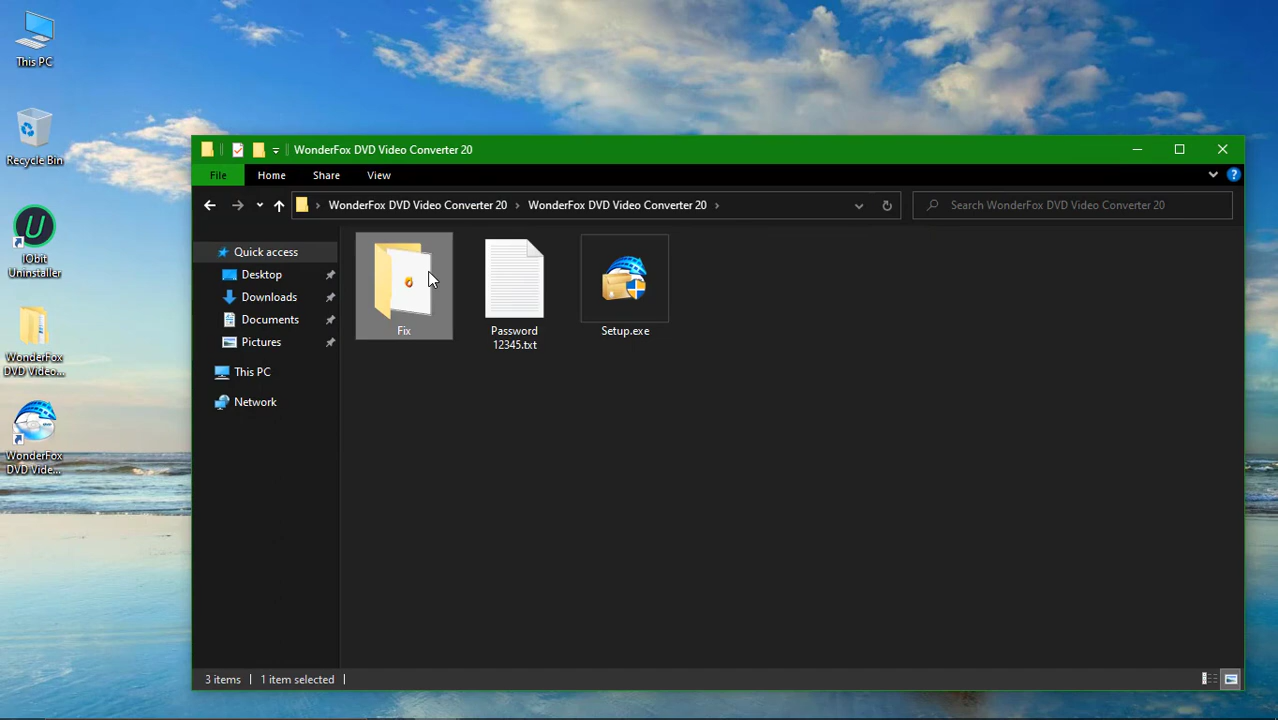 This PC
Recycle Bin
IObit
Uninstaller
WonderFox
DVD Video...
WonderFox
DVD Vide...
WonderFox DVD Video Converter 20
File
Home
Share
View
WonderFox DVD Video Converter 20
WonderFox DVD Video Converter 20
Search WonderFox DVD Video Converter 20
Quick access
Desktop
Downloads
Documents
Pictures
This PC
Network
Fix
Password
12345.txt
Setup.exe
3 items
1 item selected